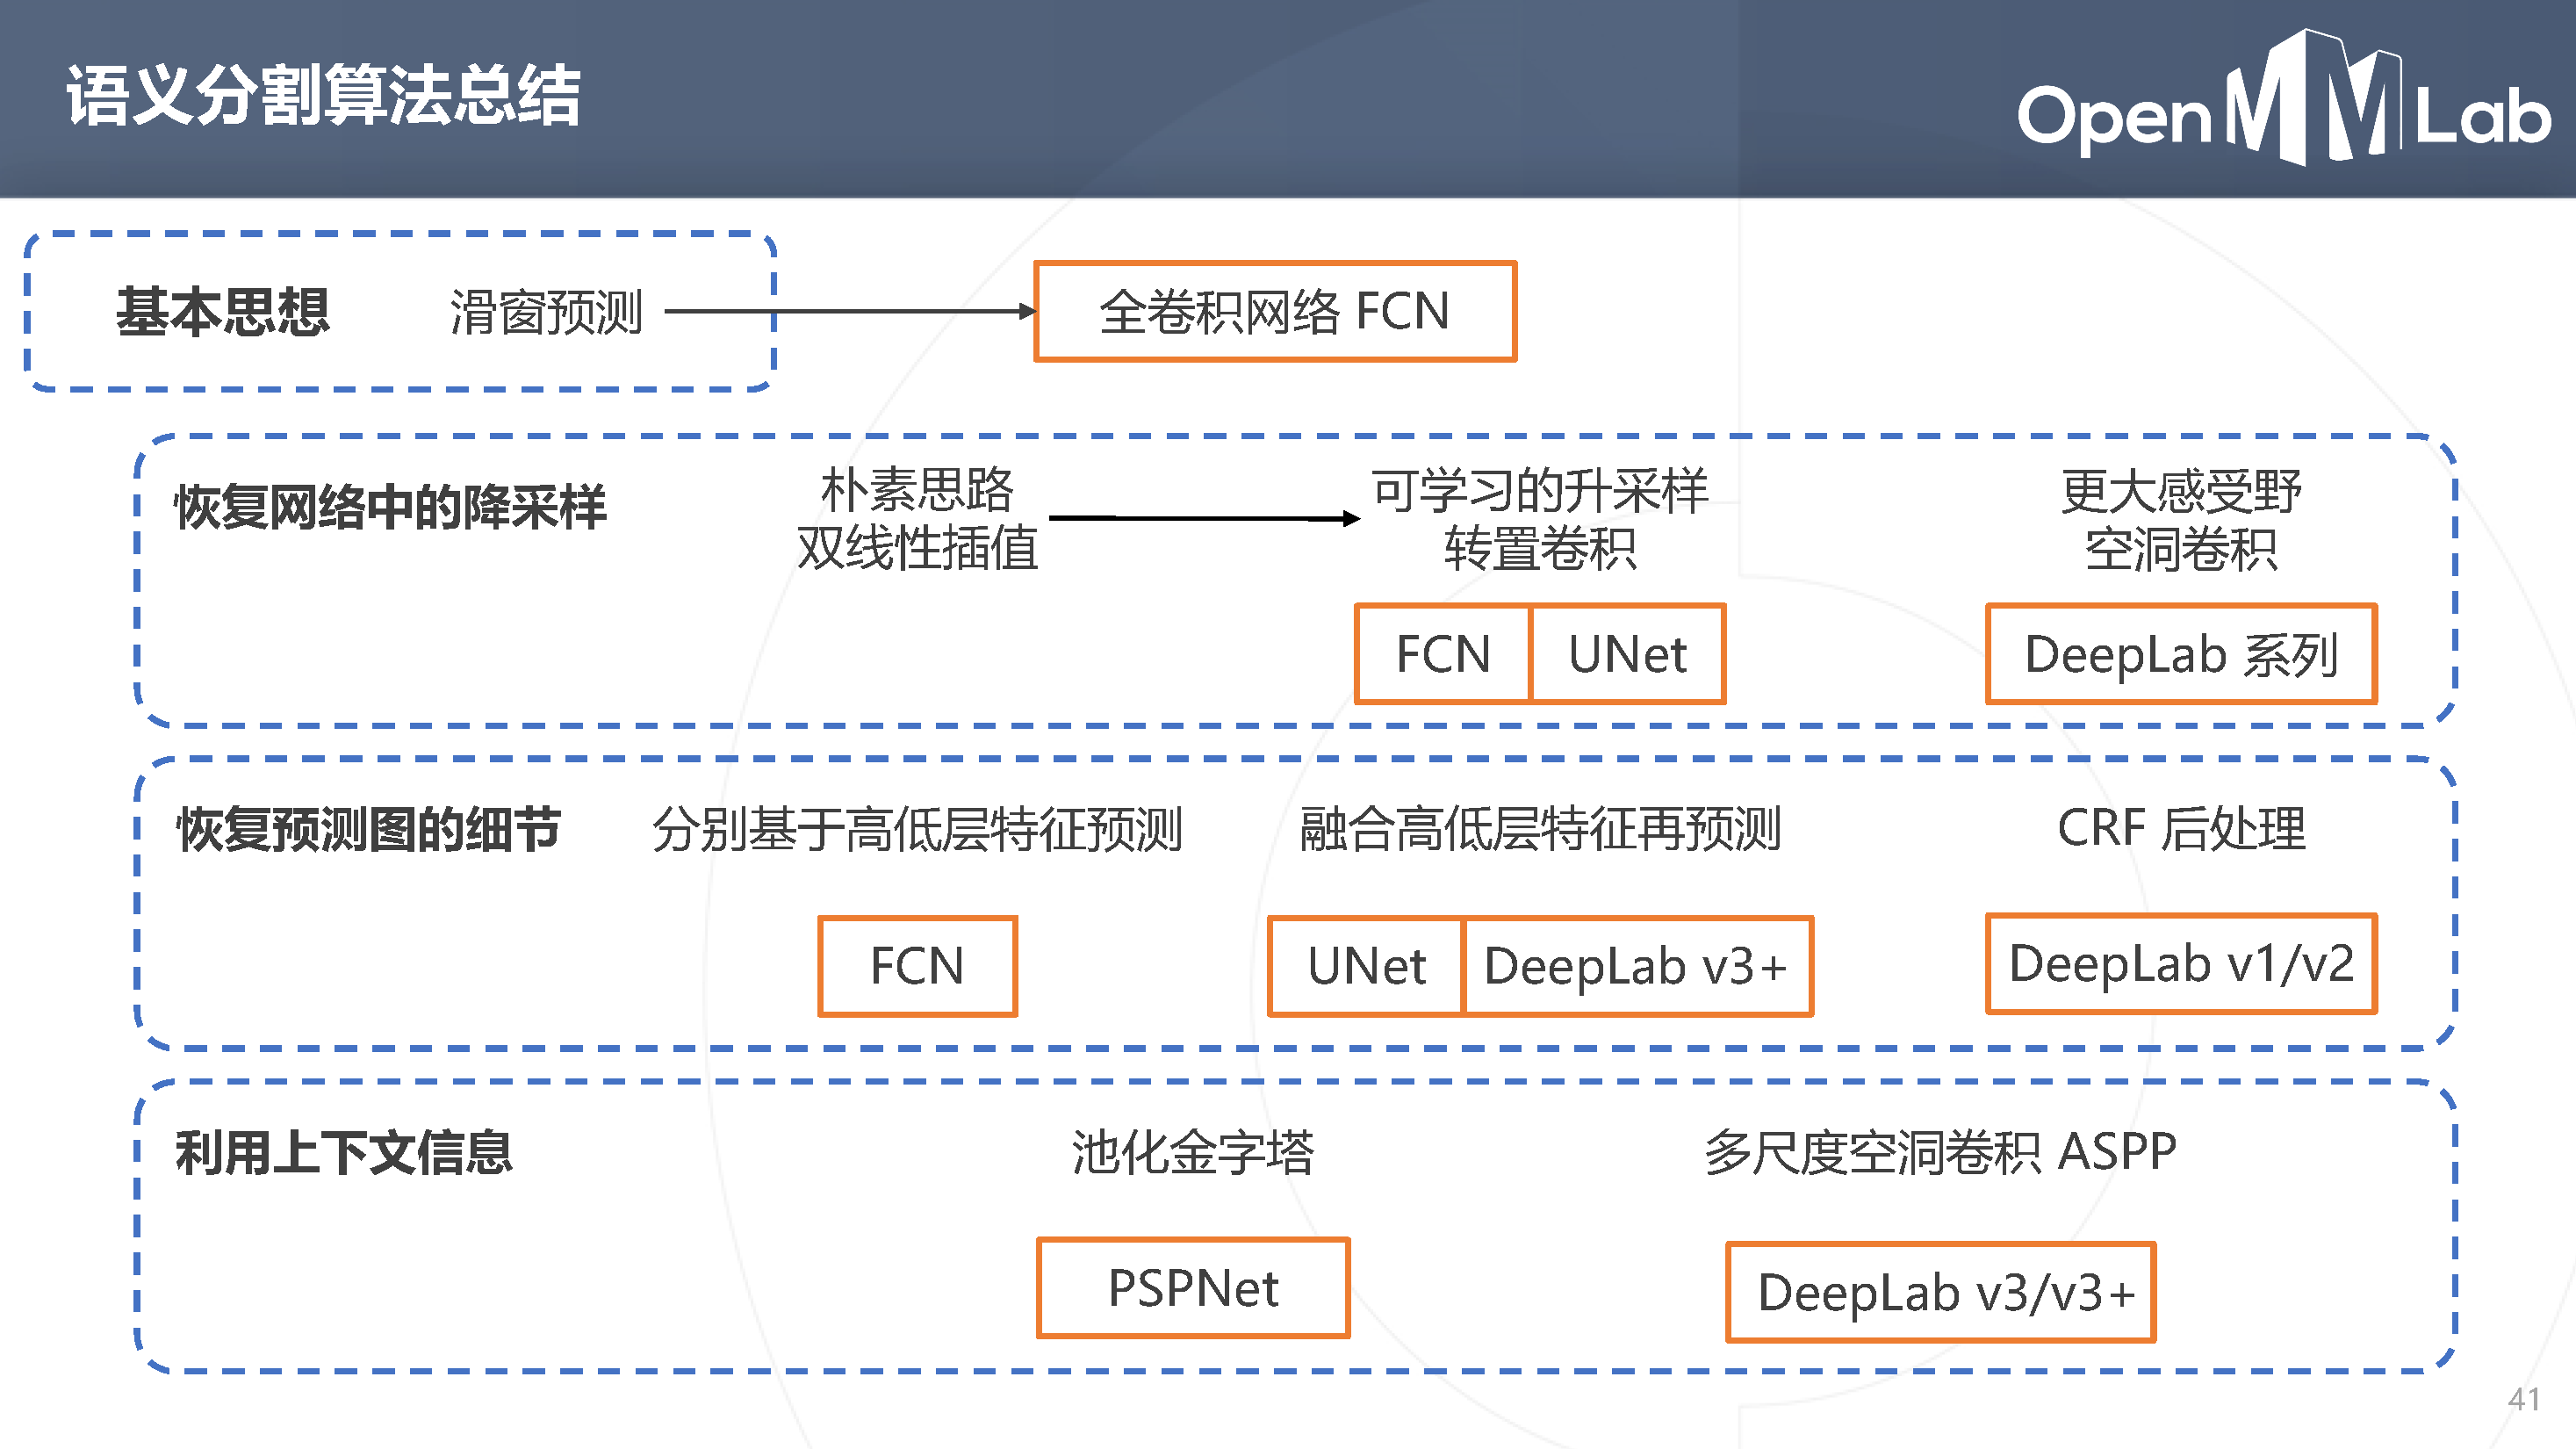 语义分割算法总结
OpenMMLab
基本思想
滑窗预测
全卷积网络 FCN
恢复网络中的降采样
朴素思路
双线性插值
可学习的升采样
转置卷积
更大感受野
空洞卷积
FCN
UNet
DeepLab 系列
恢复预测图的细节
分别基于高低层特征预测
融合高低层特征再预测
CRF 后处理
FCN
UNet
DeepLab v3+
DeepLab v1/v2
利用上下文信息
池化金字塔
多尺度空洞卷积 ASPP
PSPNet
DeepLab v3/v3+
41